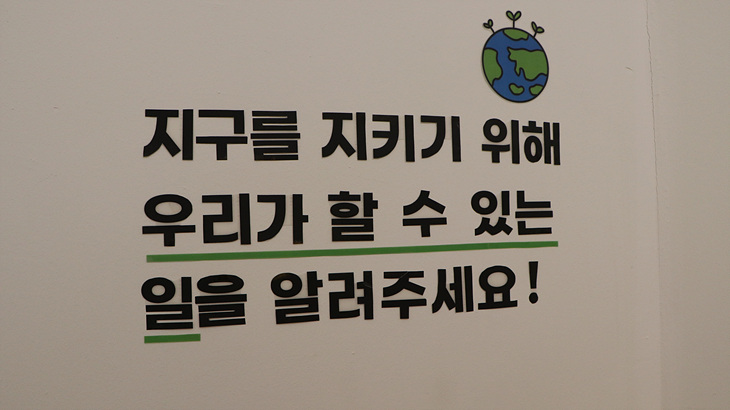 지구를 지키기 위해
우리가 할 수 있는
일을 알려주세요!